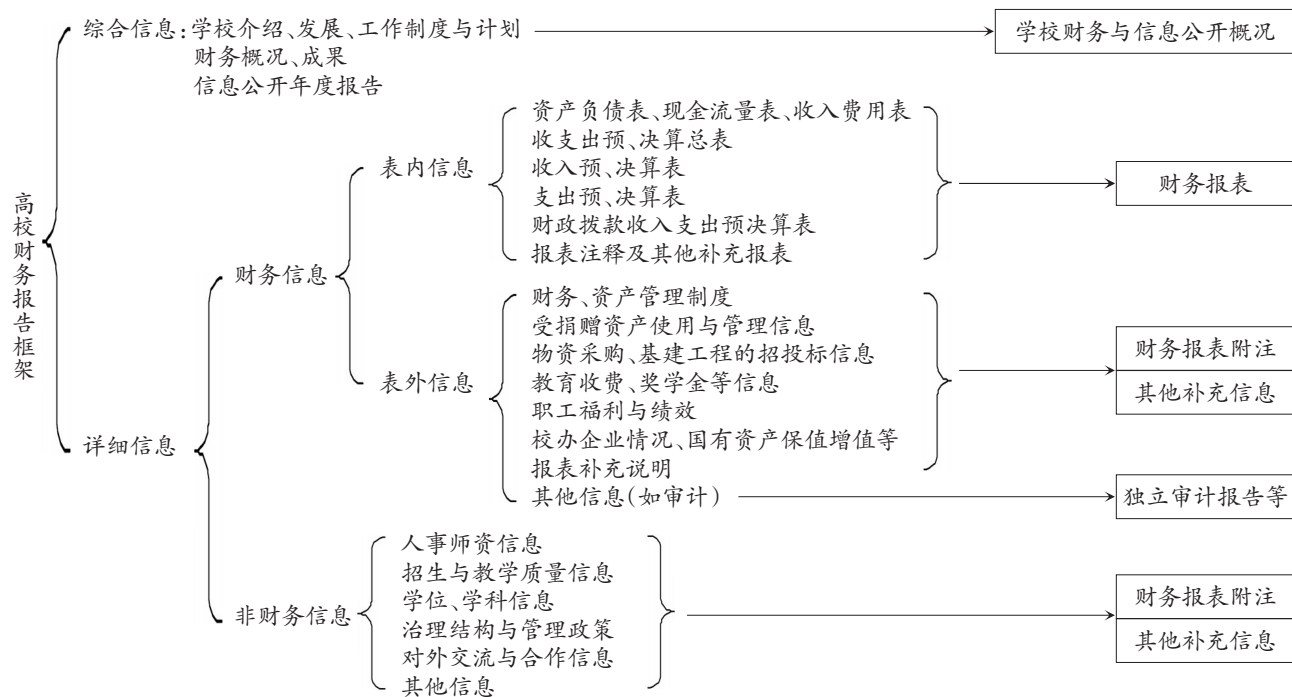 综合信息:学校介绍、发展、工作制度与计划
财务概况、成果
信息公开年度报告
学校财务与信息公开概况
高校财务报告框架
详细信息
财务信息
表内信息
资产负债表、现金流量表、收入费用表
收支出预、决算总表
收入预、决算表
支出预、决算表
财政拨款收入支出预决算表
报表注释及其他补充报表
财务报表
表外信息
财务、资产管理制度
受捐赠资产使用与管理信息
物资采购、基建工程的招投标信息
教育收费、奖学金等信息
职工福利与绩效
校办企业情况、国有资产保值增值等
报表补充说明
其他信息(如审计)
财务报表附注
其他补充信息
独立审计报告等
非财务信息
人事师资信息
招生与教学质量信息
学位、学科信息
治理结构与管理政策
对外交流与合作信息
其他信息
财务报表附注
其他补充信息